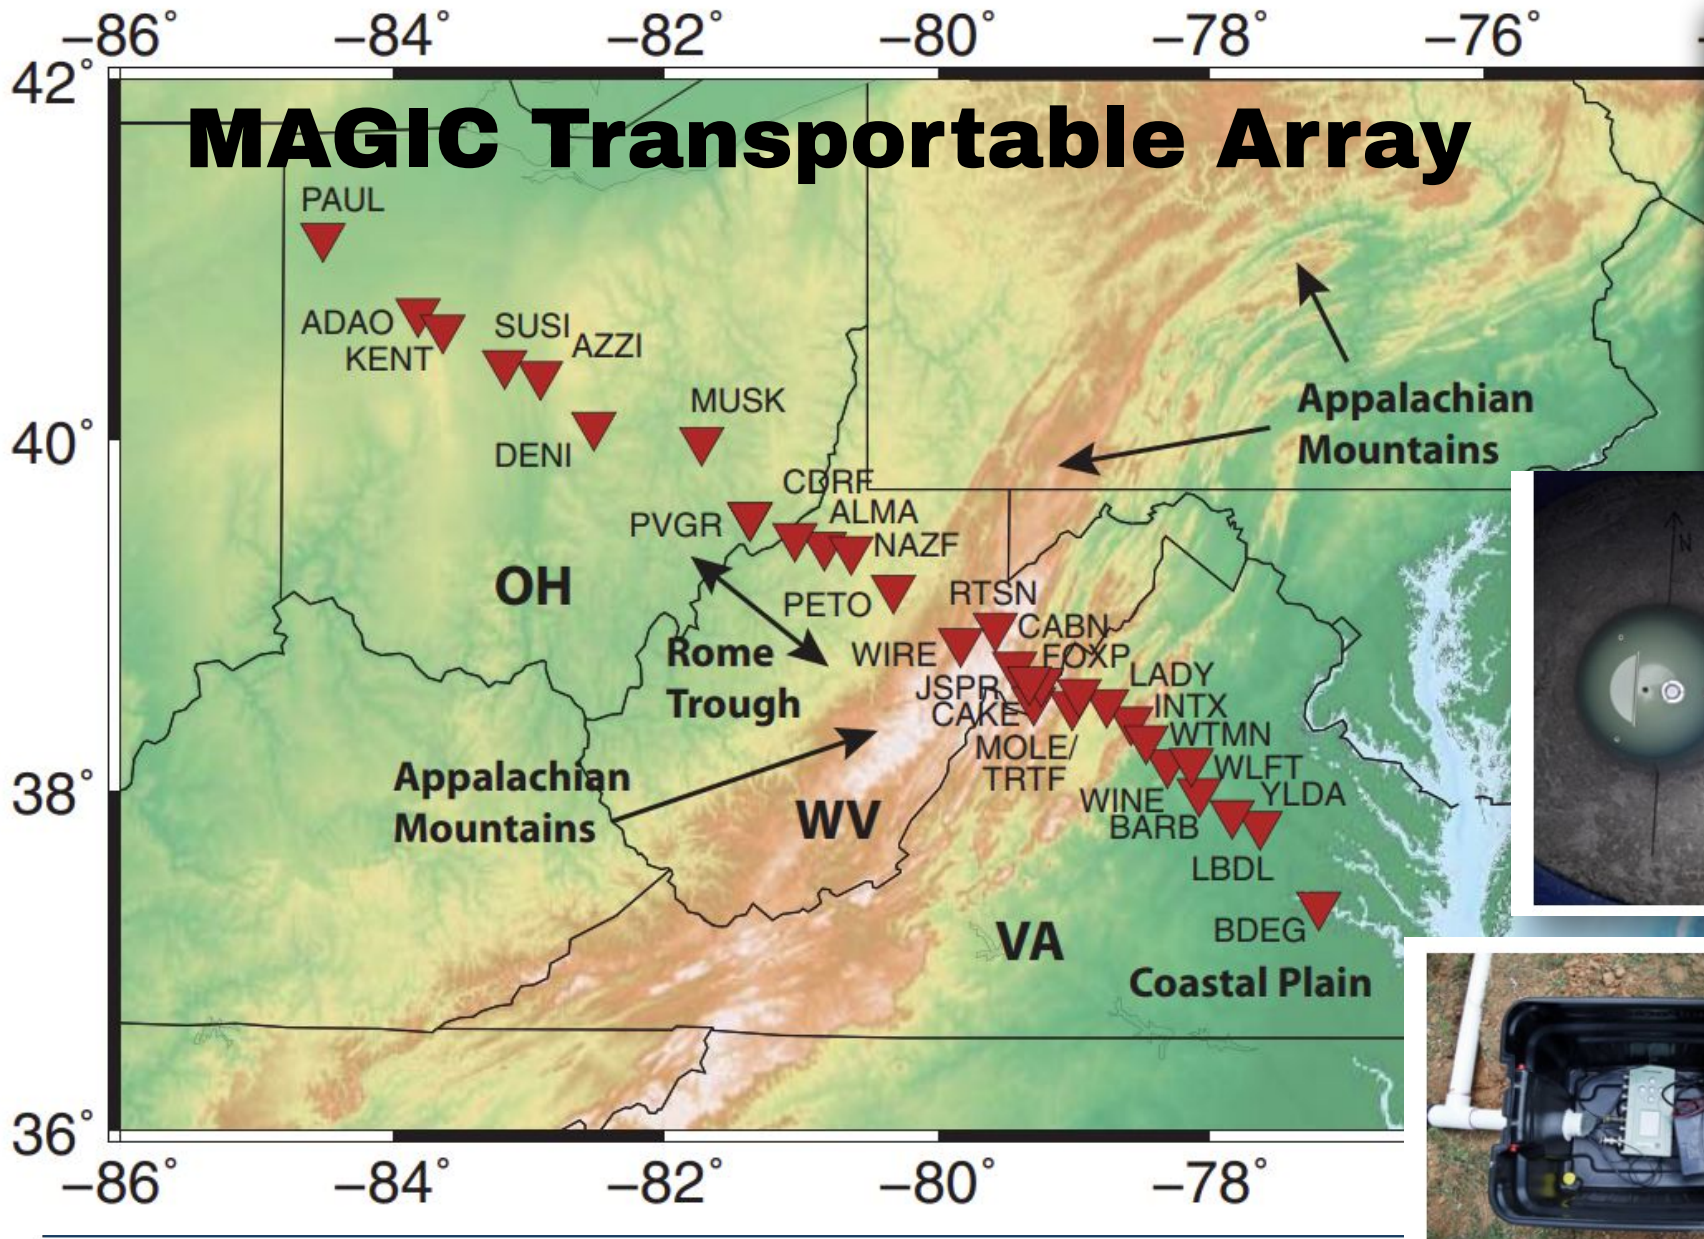 −86° −84° −82° −80° −78° −76°
42°
MAGIC Transportable Array
PAUL
ADAO
SUSI
AZZI
KENT
MUSK
Appalachian
Mountains
40°
DENI
CDRF
ALMA
PVGR
NAZF
N
OH
RTSN
PETO
CABN
WIRE
FOXP
Rome
Trough
LADY
JSPR
INTX
CAKE
WTMN
MOLE/
TRTF
WLFT
Appalachian
Mountains
38°
YLDA
WINE
WV
BARB
LBDL
BDEG
VA
Coastal Plain
36°
−86° −84° −82° −80° −78°